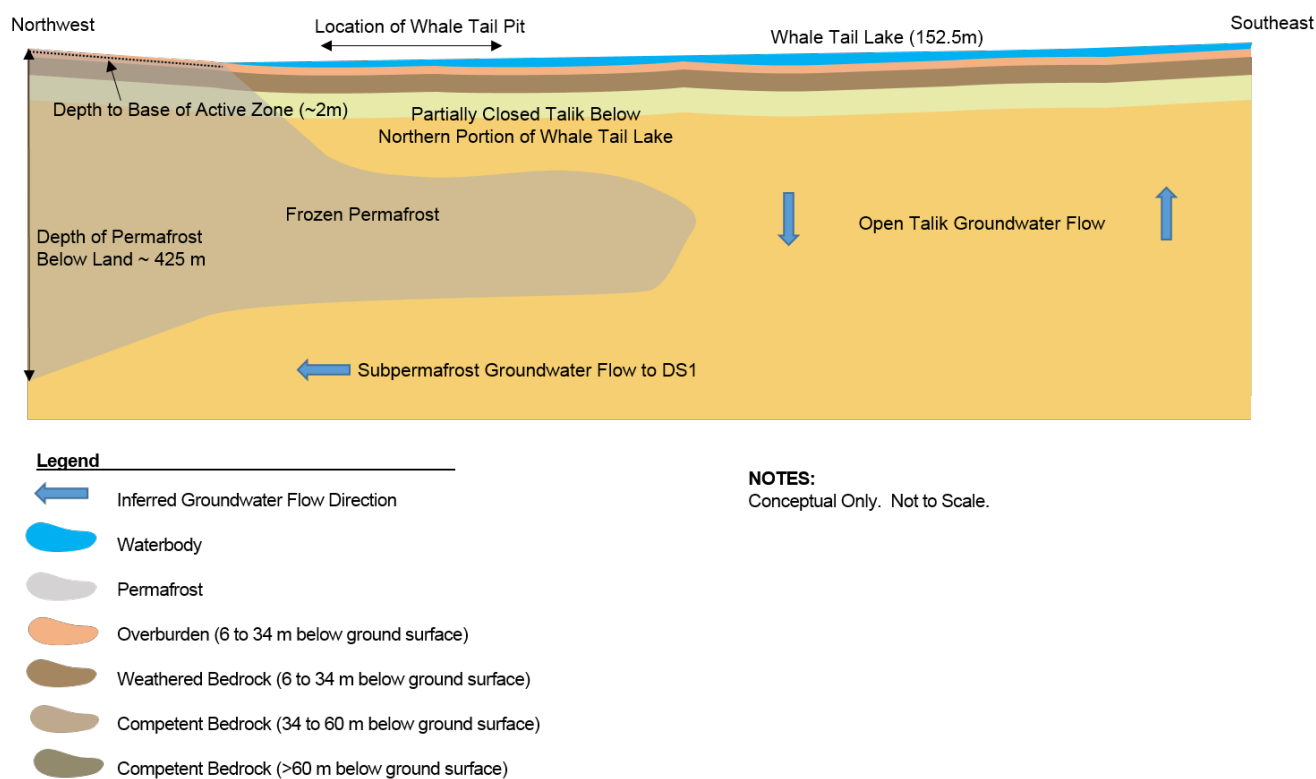 Northwest
Location of Whale Tail Pit
Southeast
Whale Tail Lake (152.5m)
Depth to Base of Active Zone (~2m)
Partially Closed Talik Below
Northern Portion of Whale Tail Lake
Frozen Permafrost
Open Talik Groundwater Flow
Depth of Permafrost
Below Land ~ 425 m
Subpermafrost Groundwater Flow to DS1
Legend
Inferred Groundwater Flow Direction
Waterbody
Permafrost
Overburden (6 to 34 m below ground surface)
Weathered Bedrock (6 to 34 m below ground surface)
Competent Bedrock (34 to 60 m below ground surface)
Competent Bedrock (>60 m below ground surface)
NOTES:
Conceptual Only. Not to Scale.